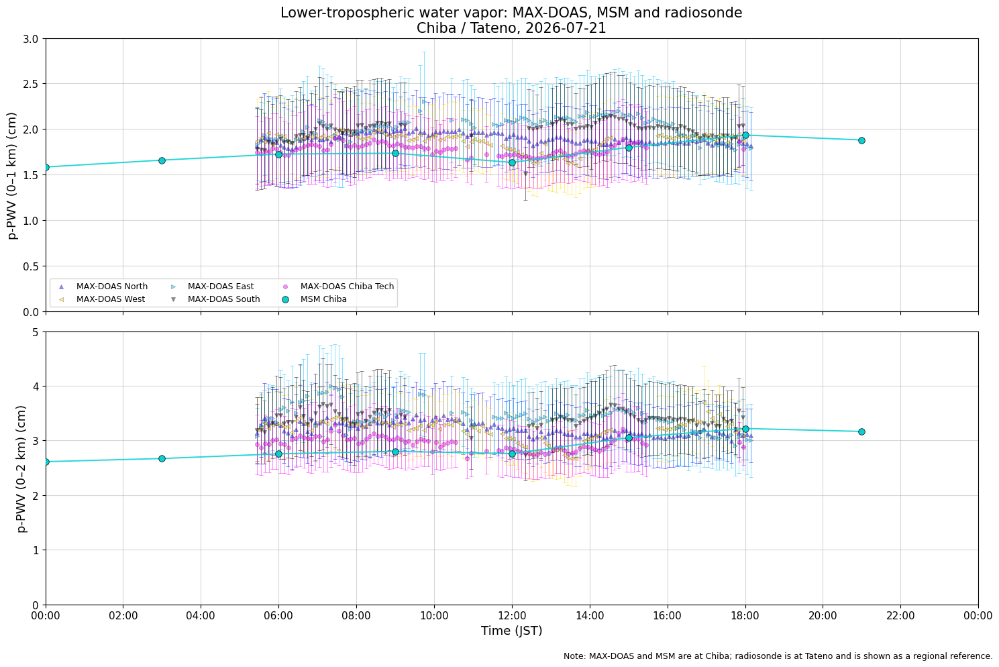 Lower-tropospheric water vapor: MAX-DOAS, MSM and radiosonde
Chiba / Tateno, 2026-07-21
3.0
2.5
2.0
1.5
1.0
0.5
0.0
p-PWV (0–1 km) (cm)
MAX-DOAS North
MAX-DOAS West
MAX-DOAS East
MAX-DOAS South
MAX-DOAS Chiba Tech
MSM Chiba
5
4
3
2
1
0
p-PWV (0–2 km) (cm)
00:00 02:00 04:00 06:00 08:00 10:00 12:00 14:00 16:00 18:00 20:00 22:00 00:00
Time (JST)
Note: MAX-DOAS and MSM are at Chiba; radiosonde is at Tateno and is shown as a regional reference.